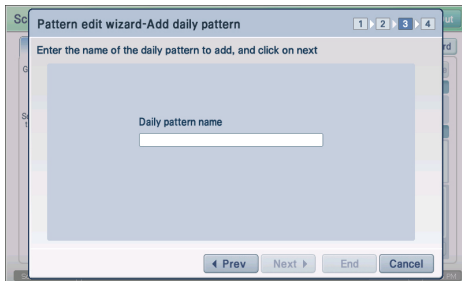 Pattern edit wizard-Add daily pattern
1 2 3 4
Enter the name of the daily pattern to add, and click on next
Daily pattern name
Prev Next End Cancel